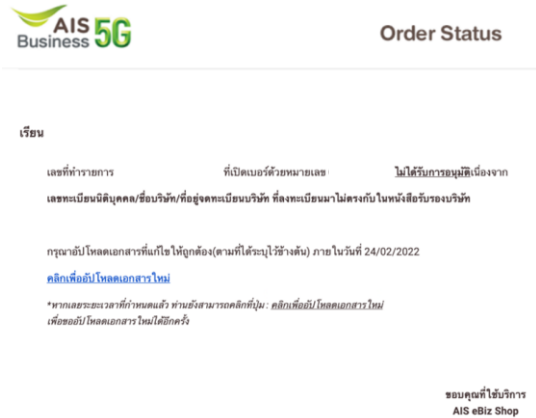 AIS
Business 5G
Order Status
เรียน
เลขที่ทำรายการ ที่เปิดเบอร์ด้วยหมายเลข ไม่ได้รับการอนุมัติเนื่องจาก
เลขทะเบียนนิติบุคคล/ชื่อบริษัท/ที่อยู่จดทะเบียนบริษัท ที่ลงทะเบียนมาไม่ตรงกับในหนังสือรับรองบริษัท
กรุณาอัปโหลดเอกสารที่แก้ไขให้ถูกต้อง(ตามที่ได้ระบุไว้ข้างต้น) ภายในวันที่ 24/02/2022
คลิกเพื่ออัปโหลดเอกสารใหม่
*หากเลยระยะเวลาที่กำหนดแล้ว ท่านยังสามารถคลิกที่ปุ่ม : คลิกเพื่ออัปโหลดเอกสารใหม่
เพื่อขออัปโหลดเอกสารใหม่ได้อีกครั้ง
ขอบคุณที่ใช้บริการ
AIS eBiz Shop